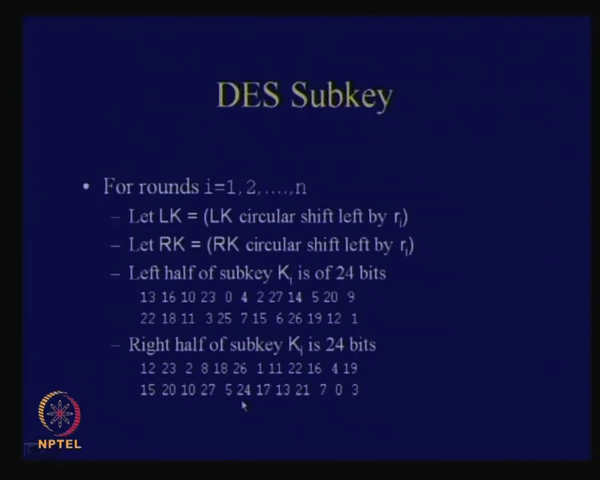 DES Subkey
• For rounds i=1,2,....,n
– Let LK = (LK circular shift left by ri)
– Let RK = (RK circular shift left by ri)
– Left half of subkey Ki is of 24 bits
13 16 10 23 0 4 2 27 14 5 20 9
22 18 11 3 25 7 15 6 26 19 12 1
– Right half of subkey Ki is 24 bits
12 23 2 8 18 26 1 11 22 16 4 19
15 20 10 27 5 24 17 13 21 7 0 3
NPTEL